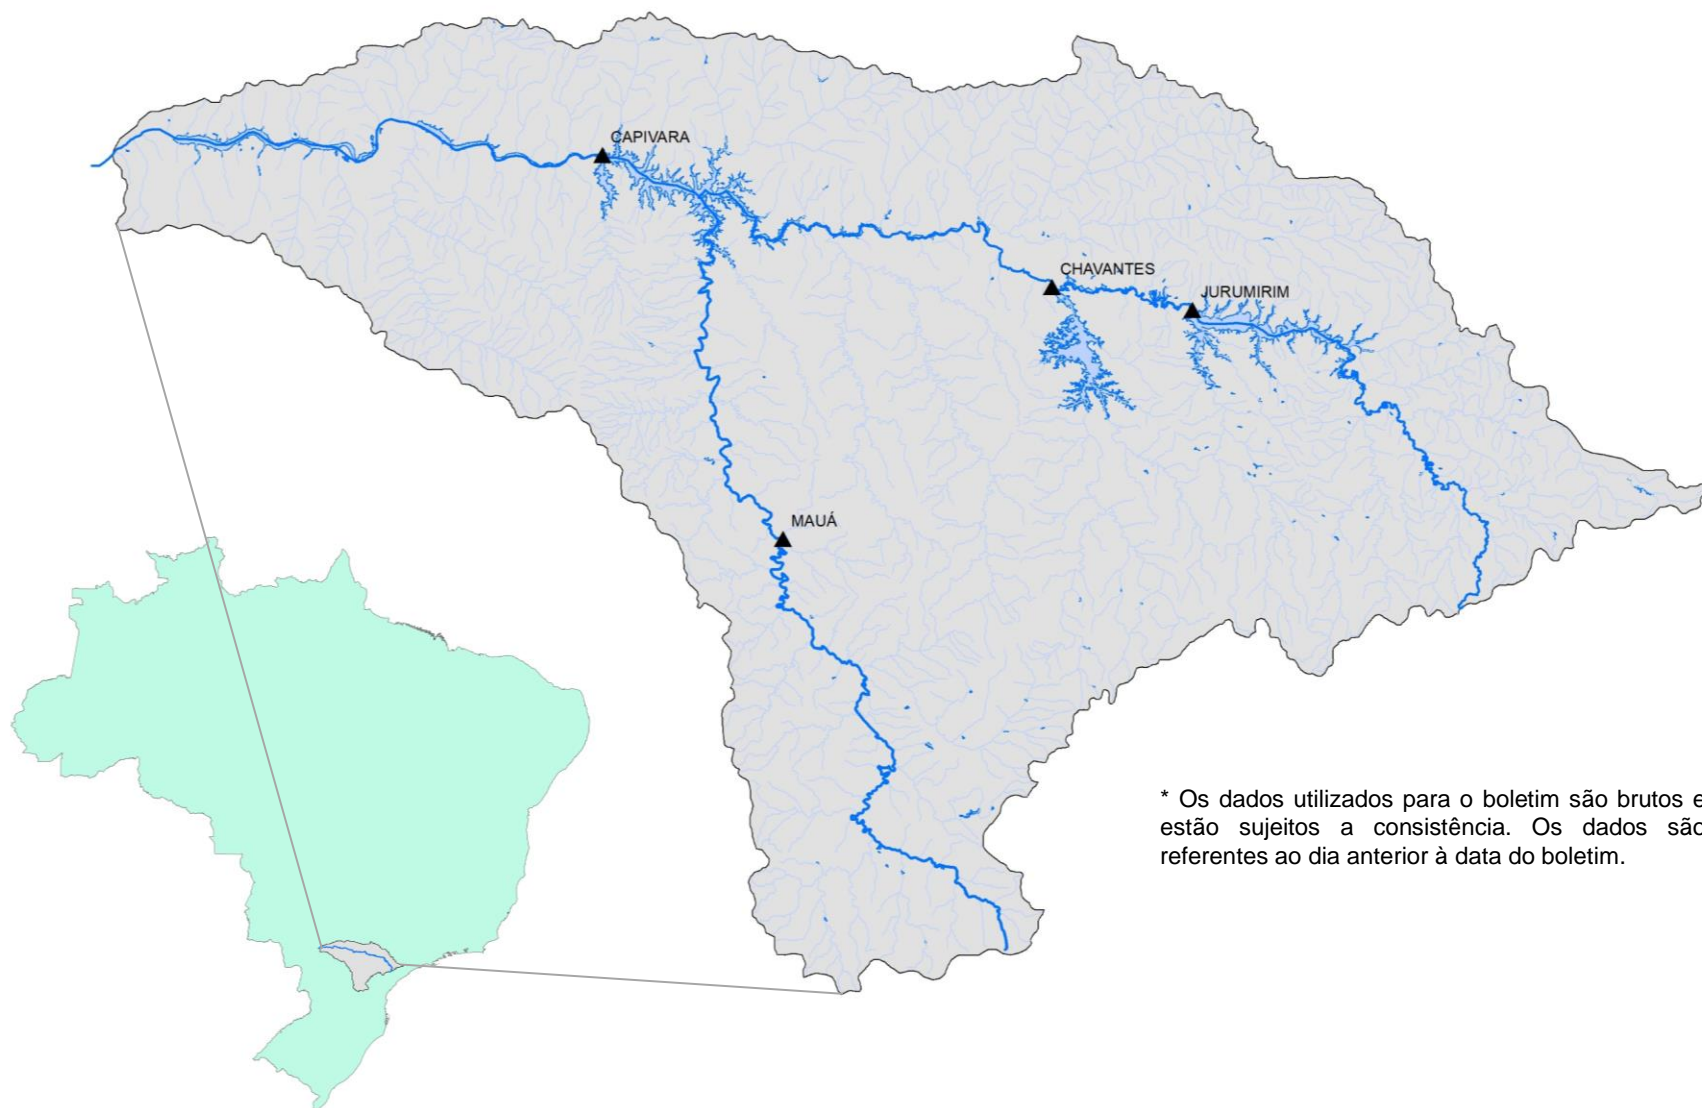 CAPIVARA
CHAVANTES
JURUMIRIM
MAUÁ
* Os dados utilizados para o boletim são brutos e
estão sujeitos a consistência. Os dados são
referentes ao dia anterior à data do boletim.